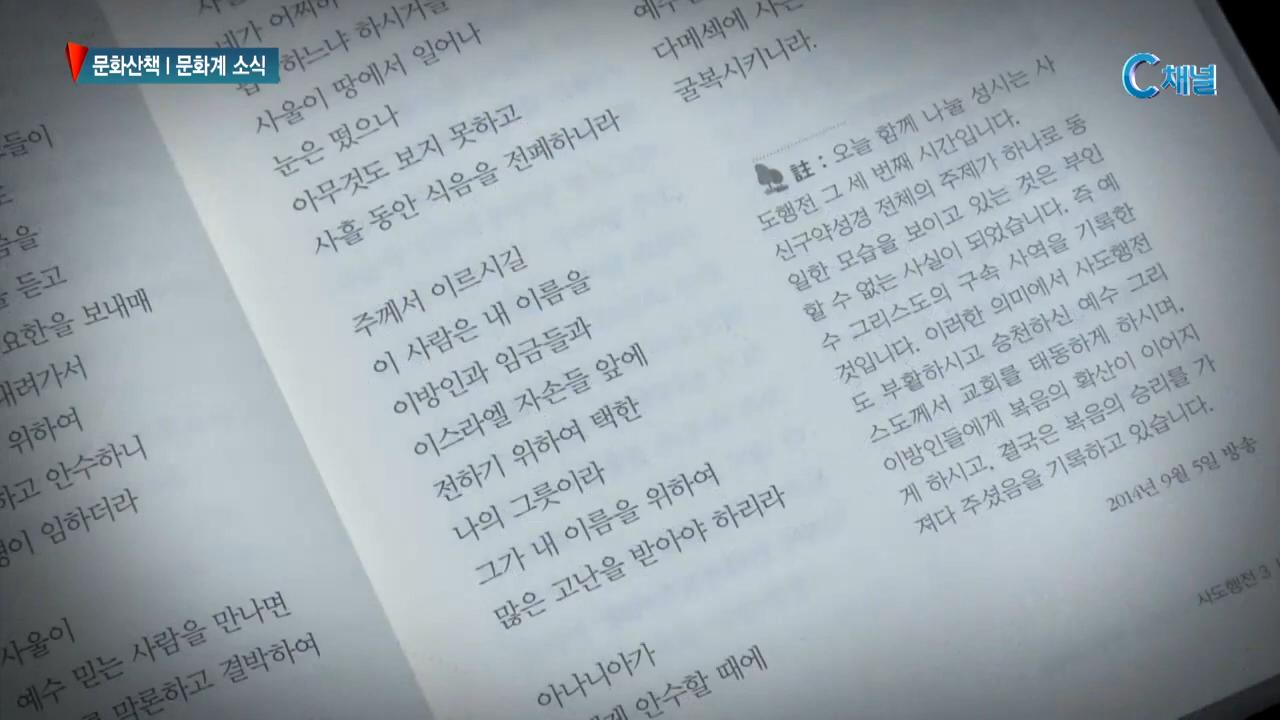 문화산책 | 문화계 소식
C채널
음을
듣고
요한을 보내매
내려가서
위하여
하고 안수하니
이 임하더라
사울이
예수 믿는 사람을 만나면
막론하고 결박하여
네가 어찌하
하느냐 하시거늘
사울이 땅에서 일어나
눈은 떴으나
아무것도 보지 못하고
사흘 동안 식음을 전폐하니라
주께서 이르시길
이 사람은 내 이름을
이방인과 임금들과
이스라엘 자손들 앞에
전하기 위하여 택한
나의 그릇이라
그가 내 이름을 위하여
많은 고난을 받아야 하리라
아나니아가
안수할 때에
다메섹에 사는
굴복시키니라.
註 : 오늘 함께 나눌 성시는 사
도행전 그 세 번째 시간입니다.
신구약성경 전체의 주제가 하나로 동
일한 모습을 보이고 있는 것은 부인
할 수 없는 사실이 되었습니다. 즉 예
수 그리스도의 구속 사역을 기록한
것입니다. 이러한 의미에서 사도행전
도 부활하시고 승천하신 예수 그리
스도께서 교회를 태동하게 하시며,
이방인들에게 복음의 확산이 이어지
게 하시고, 결국은 복음의 승리를 가
져다 주셨음을 기록하고 있습니다.
2014년 9월 5일 방송
사도행전 3